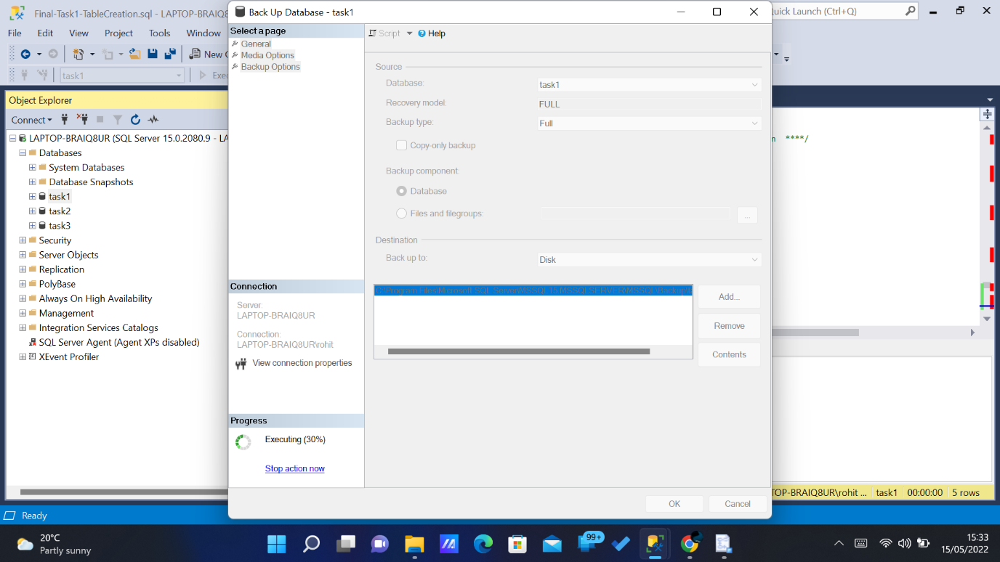 Final-Task1-TableCreation.sql - LAPTOP-BRAIQ8
Back Up Database - task1
uick Launch (Ctrl+Q)
File Edit View Project Tools Window
New
task1
Exe
Object Explorer
Connect
LAPTOP-BRAIQ8UR (SQL Server 15.0.2080.9 - LA
Databases
System Databases
Database Snapshots
task1
task2
task3
Security
Server Objects
Replication
PolyBase
Always On High Availability
Management
Integration Services Catalogs
SQL Server Agent (Agent XPs disabled)
XEvent Profiler
Select a page
General
Media Options
Backup Options
Connection
Server:
LAPTOP-BRAIQ8UR
Connection:
LAPTOP-BRAIQ8UR\rohit
View connection properties
Progress
Executing (30%)
Stop action now
Script Help
Source
Database: task1
Recovery model: FULL
Backup type: Full
Copy-only backup
Backup component:
Database
Files and filegroups: ...
Destination
Back up to: Disk
C:\Program Files\Microsoft SQL Server\MSSQL15.MSSQLSERVER\MSSQL\Backup\t
Add...
Remove
Contents
OK Cancel
n ****/
TOP-BRAIQ8UR\rohit ... task1 00:00:00 5 rows
Ready
20°C
Partly sunny
99+
15:33
15/05/2022